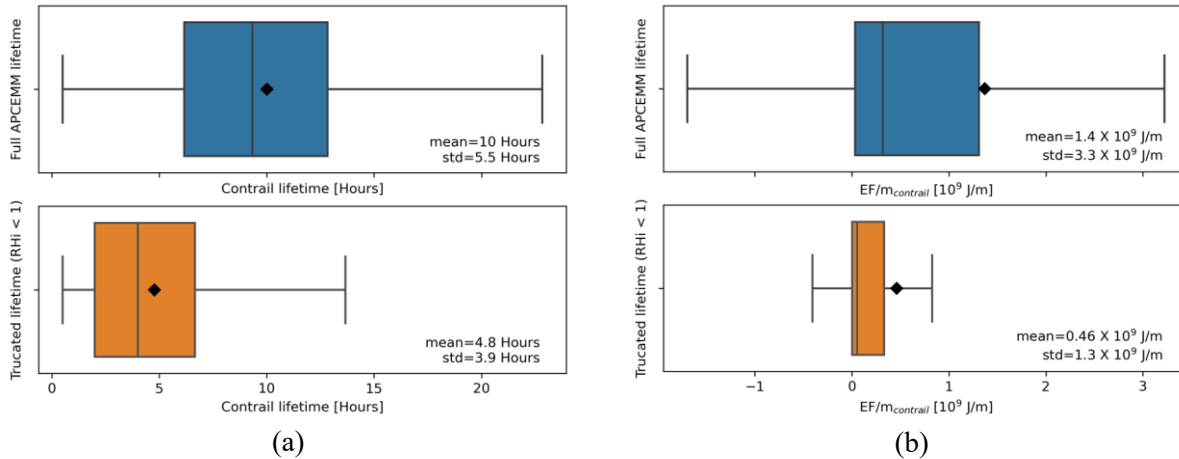 Full APCEMM lifetime
mean=10 Hours
std=5.5 Hours
Contrail lifetime [Hours]
Trucated lifetime (RHi < 1)
mean=4.8 Hours
std=3.9 Hours
0 5 10 15 20
Contrail lifetime [Hours]
(a)
Full APCEMM lifetime
mean=1.4 X 10⁹ J/m
std=3.3 X 10⁹ J/m
EF/m_contrail [10⁹ J/m]
Trucated lifetime (RHi < 1)
mean=0.46 X 10⁹ J/m
std=1.3 X 10⁹ J/m
−1 0 1 2 3
EF/m_contrail [10⁹ J/m]
(b)